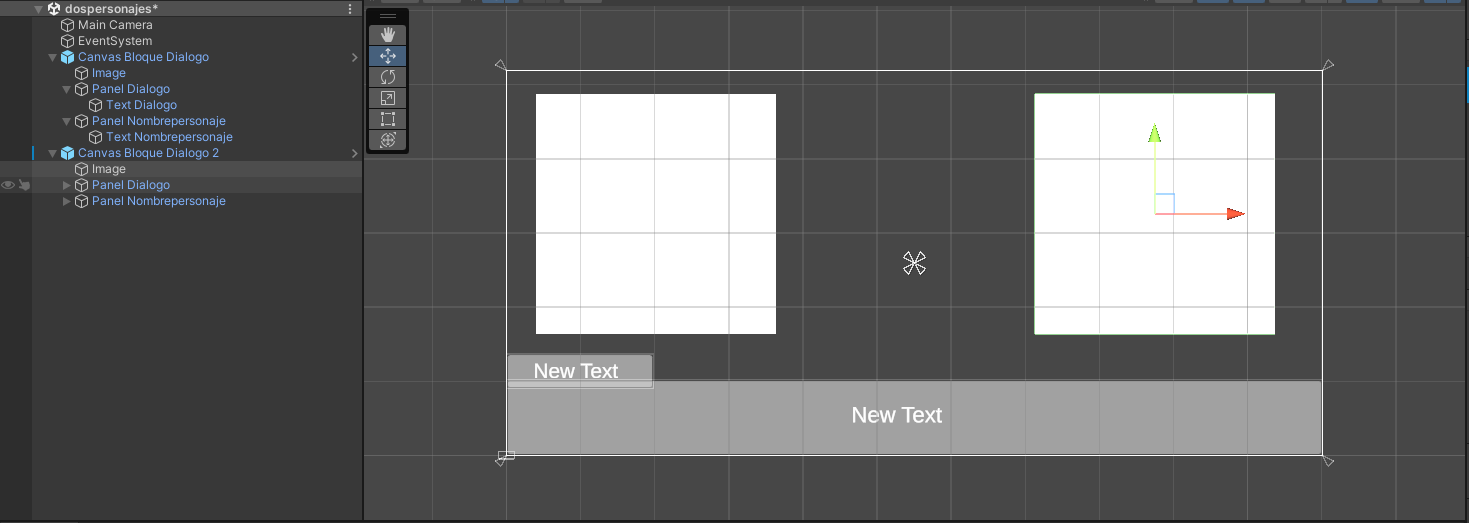 dospersonajes*
Main Camera
EventSystem
Canvas Bloque Dialogo
Image
Panel Dialogo
Text Dialogo
Panel Nombrepersonaje
Text Nombrepersonaje
Canvas Bloque Dialogo 2
Image
Panel Dialogo
Panel Nombrepersonaje
New Text
New Text